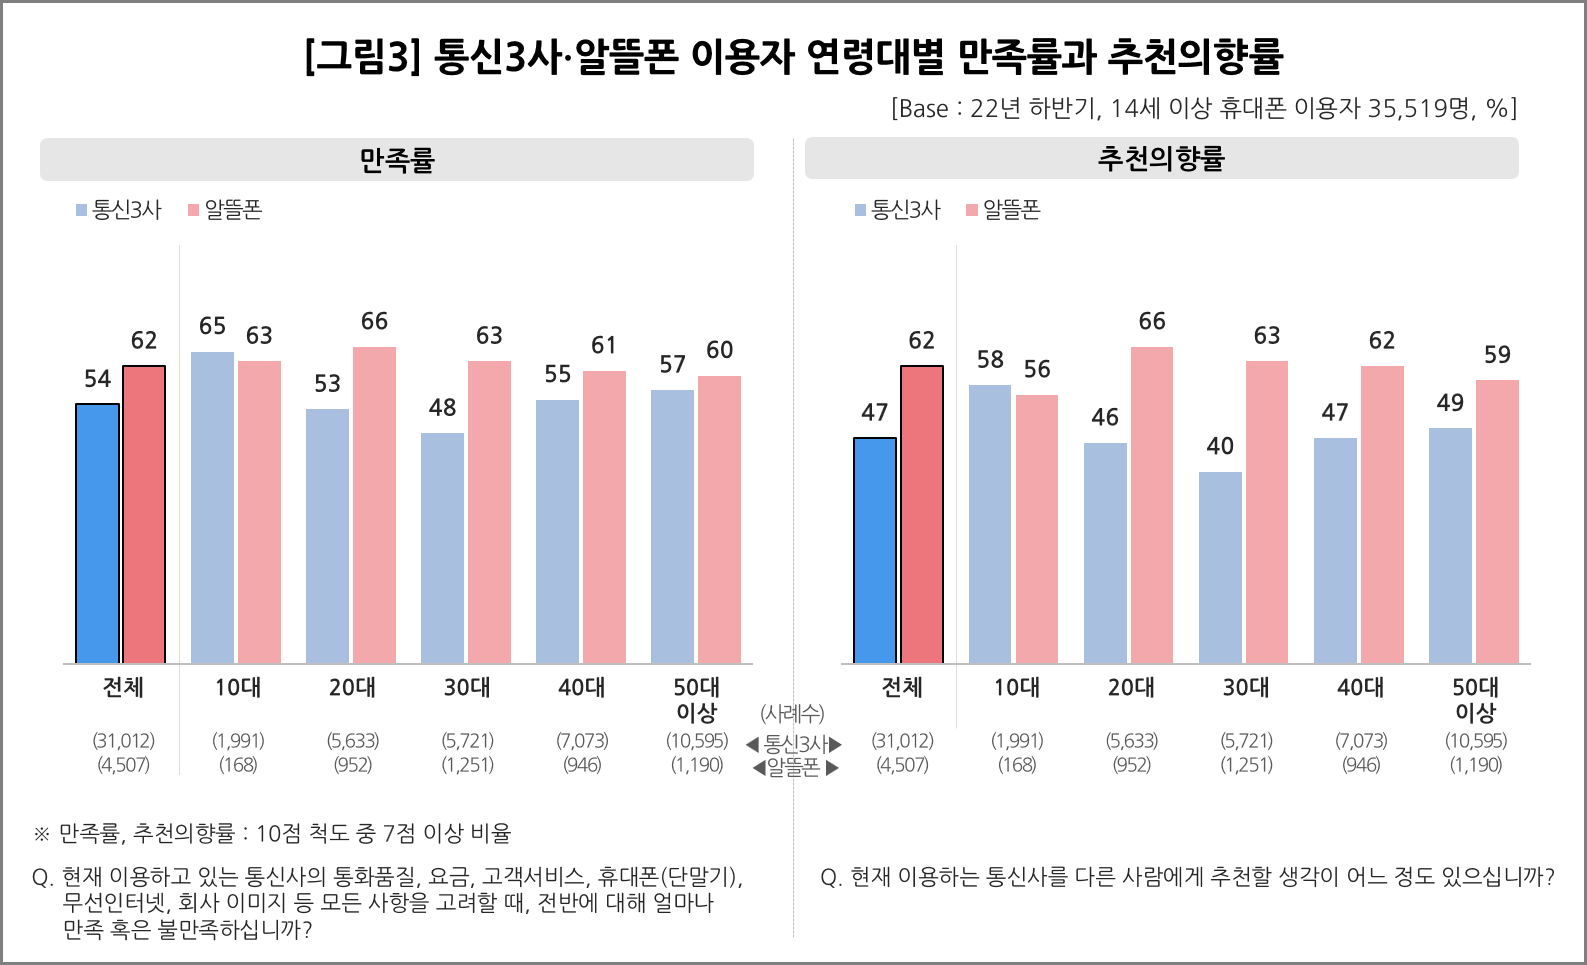 [그림3] 통신3사·알뜰폰 이용자 연령대별 만족률과 추천의향률
[Base : 22년 하반기, 14세 이상 휴대폰 이용자 35,519명, %]
만족률
통신3사 알뜰폰
54 62 65 63 53 66 48 63 55 61 57 60
전체 10대 20대 30대 40대 50대
이상
(31,012) (1,991) (5,633) (5,721) (7,073) (10,595)
(4,507) (168) (952) (1,251) (946) (1,190)
(사례수)
◀ 통신3사▶
◀알뜰폰 ▶
추천의향률
통신3사 알뜰폰
47 62 58 56 46 66 40 63 47 62 49 59
전체 10대 20대 30대 40대 50대
이상
(31,012) (1,991) (5,633) (5,721) (7,073) (10,595)
(4,507) (168) (952) (1,251) (946) (1,190)
※ 만족률, 추천의향률 : 10점 척도 중 7점 이상 비율
Q. 현재 이용하고 있는 통신사의 통화품질, 요금, 고객서비스, 휴대폰(단말기),
무선인터넷, 회사 이미지 등 모든 사항을 고려할 때, 전반에 대해 얼마나
만족 혹은 불만족하십니까?
Q. 현재 이용하는 통신사를 다른 사람에게 추천할 생각이 어느 정도 있으십니까?